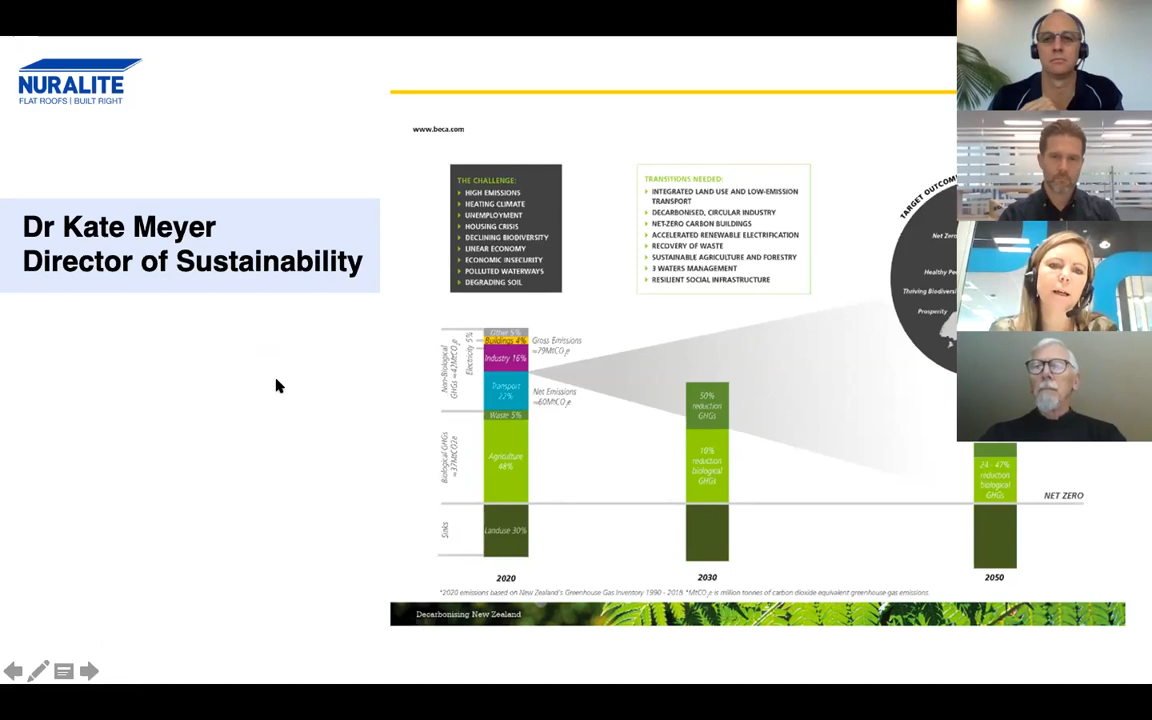 NURALITE
FLAT ROOFS | BUILT RIGHT
Dr Kate Meyer
Director of Sustainability
www.beca.com
THE CHALLENGE:
HIGH EMISSIONS
HEATING CLIMATE
UNEMPLOYMENT
HOUSING CRISIS
DECLINING BIODIVERSITY
LINEAR ECONOMY
ECONOMIC INSECURITY
POLLUTED WATERWAYS
DEGRADING SOIL
TRANSITIONS NEEDED:
INTEGRATED LAND USE AND LOW-EMISSION
TRANSPORT
DECARBONISED, CIRCULAR INDUSTRY
NET-ZERO CARBON BUILDINGS
ACCELERATED RENEWABLE ELECTRIFICATION
RECOVERY OF WASTE
SUSTAINABLE AGRICULTURE AND FORESTRY
3 WATERS MANAGEMENT
RESILIENT SOCIAL INFRASTRUCTURE
TARGET OUTCOM
Net Zero
Healthy Pe
Thriving Biodiversi
Prosperity
Non-Biological
GHGs ≈42MtCO₂e
Electricity 5%
Other 5%
Buildings 4%
Industry 16%
Transport
22%
Waste 5%
Agriculture
48%
Landuse 30%
Gross Emissions
≈79MtCO₂e
Net Emissions
≈60MtCO₂e
Biological GHGs
≈37MtCO2e
Sinks
50%
reduction
GHGs
10%
reduction
biological
GHGs
24 - 47%
reduction
biological
GHGs
NET ZERO
2020
2030
2050
*2020 emissions based on New Zealand's Greenhouse Gas Inventory 1990 - 2018 *MtCO₂e is million tonnes of carbon dioxide equivalent greenhouse gas emissions.
Decarbonising New Zealand